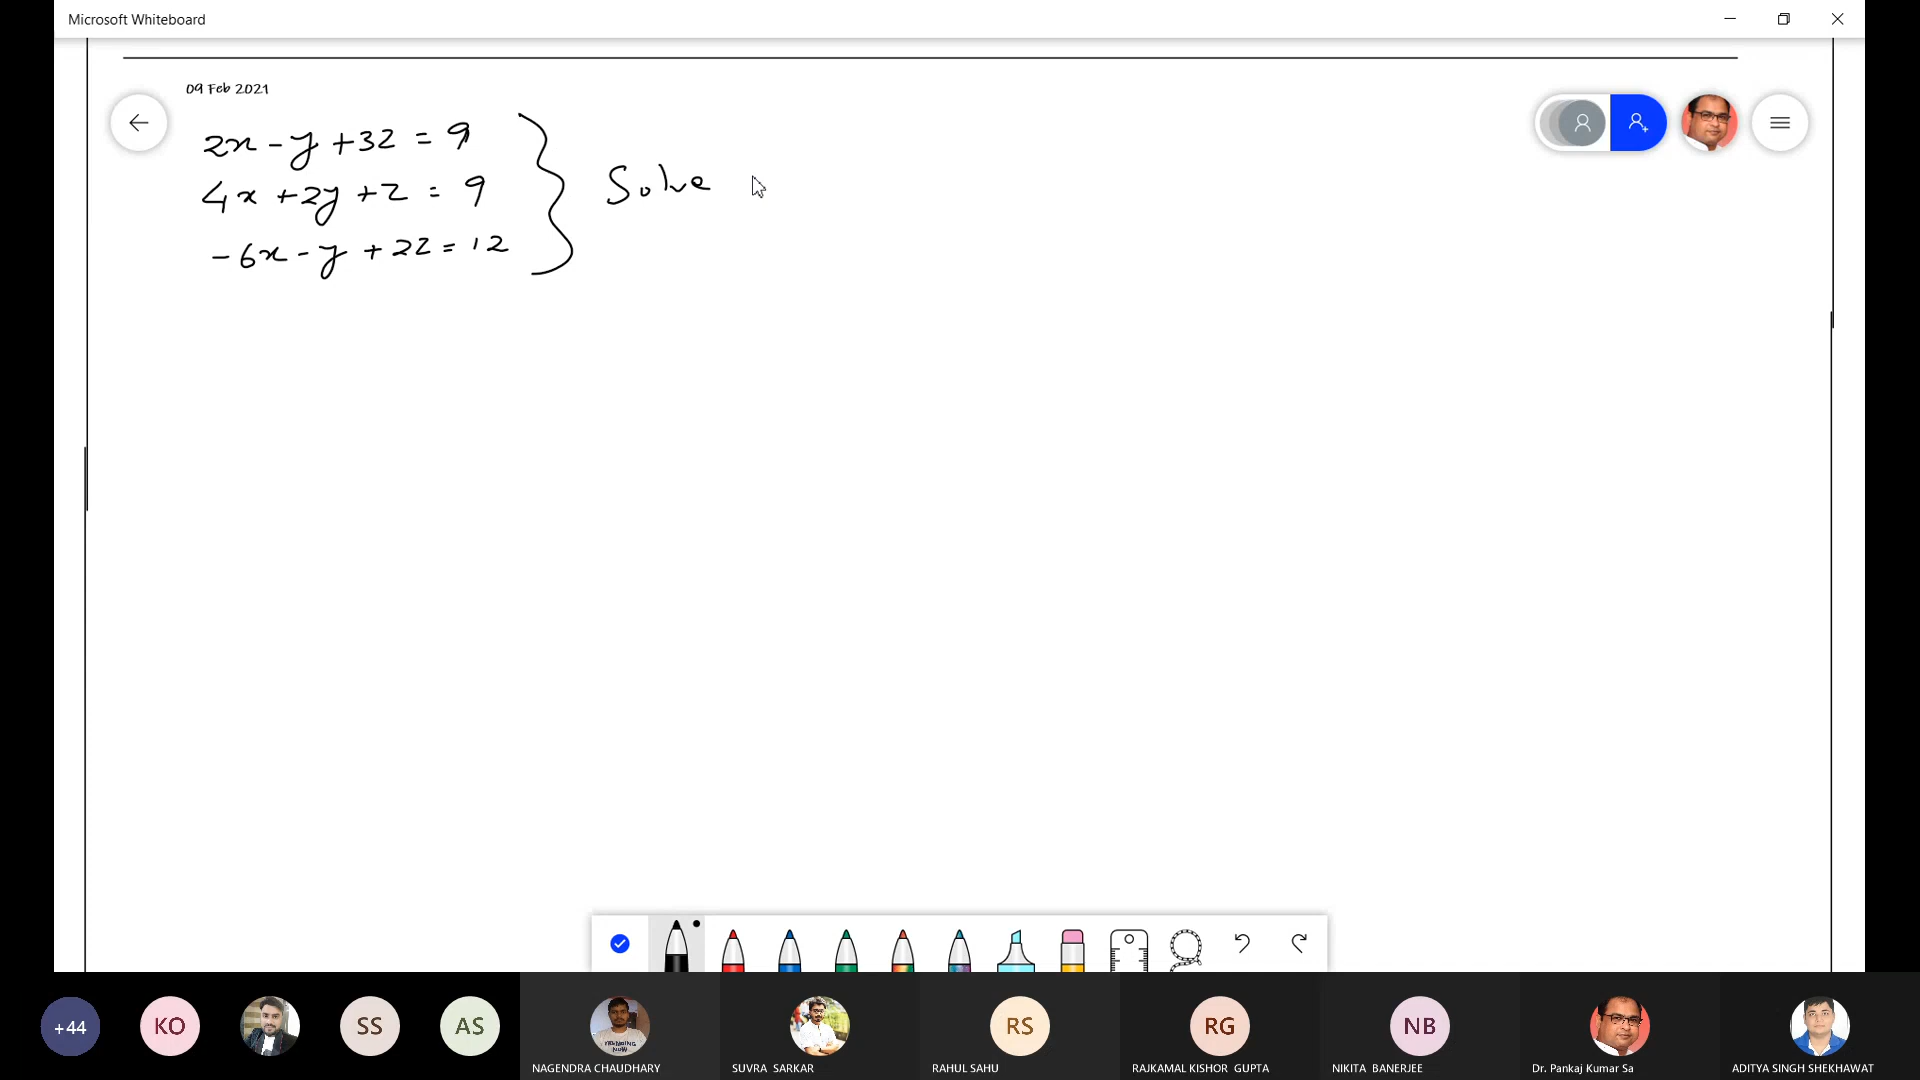 Microsoft Whiteboard
09 Feb 2021
2x - y + 3z = 9
4x + 2y + z = 9
-6x - y + 2z = 12
Solve
+44
KO
SS
AS
RS
RG
NB
NAGENDRA CHAUDHARY
SUVRA SARKAR
RAHUL SAHU
RAJKAMAL KISHOR GUPTA
NIKITA BANERJEE
Dr. Pankaj Kumar Sa
ADITYA SINGH SHEKHAWAT